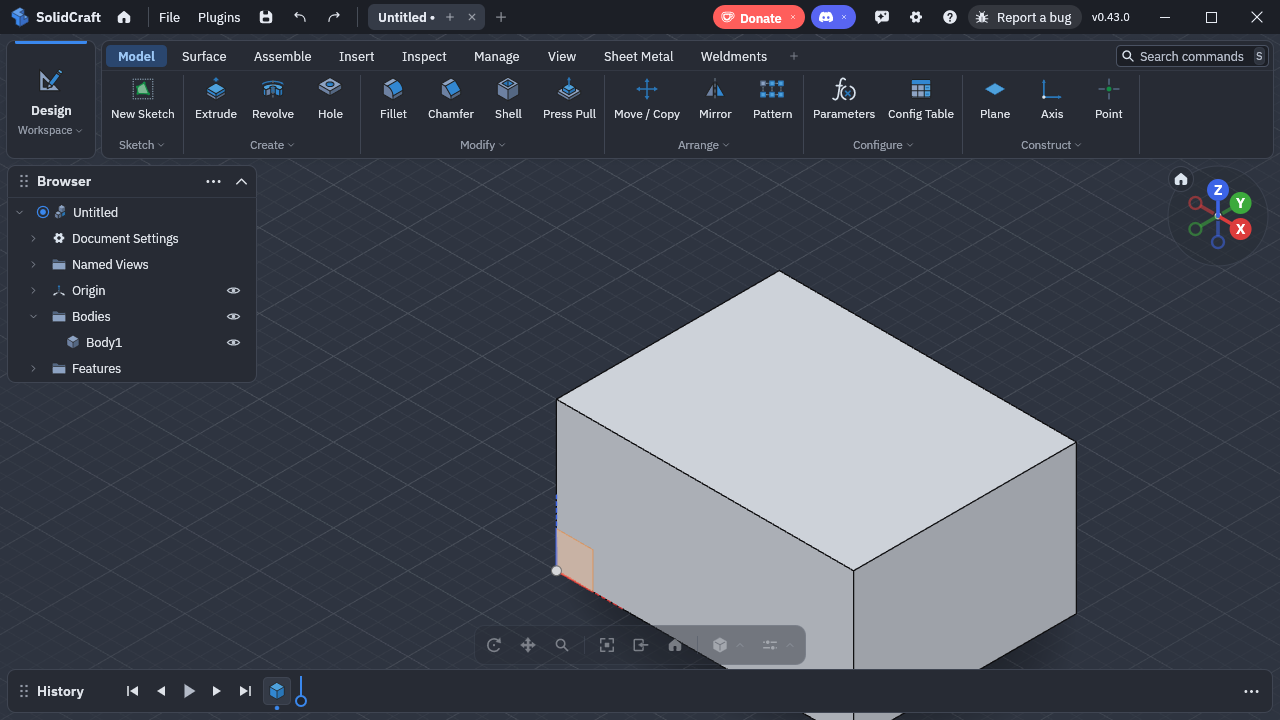 SolidCraft
File
Plugins
Untitled •
Donate
Report a bug
v0.43.0
Design
Workspace
Model
Surface
Assemble
Insert
Inspect
Manage
View
Sheet Metal
Weldments
Search commands
S
New Sketch
Extrude
Revolve
Hole
Fillet
Chamfer
Shell
Press Pull
Move / Copy
Mirror
Pattern
Parameters
Config Table
Plane
Axis
Point
Sketch
Create
Modify
Arrange
Configure
Construct
Browser
Untitled
Document Settings
Named Views
Origin
Bodies
Body1
Features
Z
Y
X
History